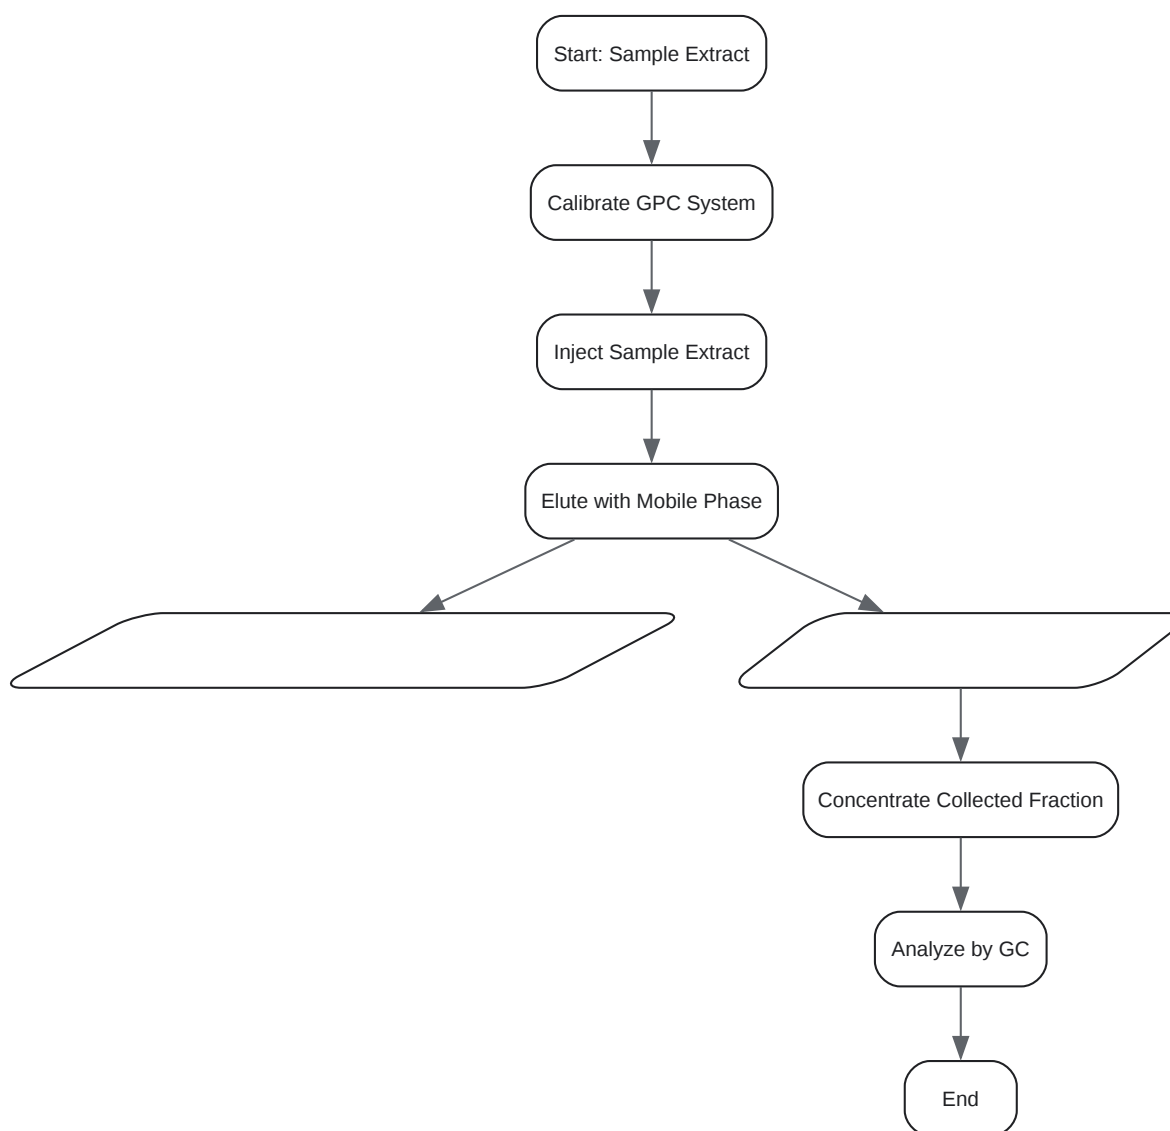 Start: Sample Extract
Calibrate GPC System
Inject Sample Extract
Elute with Mobile Phase
Concentrate Collected Fraction
Analyze by GC
End